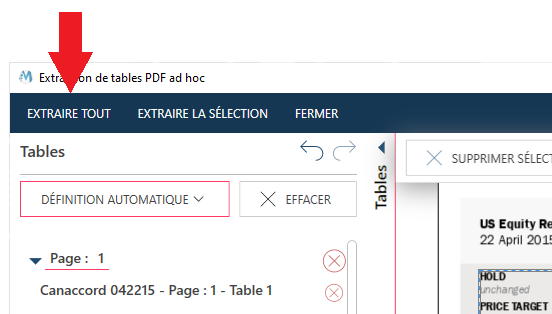 Extraction de tables PDF ad hoc
EXTRAIRE TOUT EXTRAIRE LA SÉLECTION FERMER
Tables
DÉFINITION AUTOMATIQUE EFFACER
Page : 1
Canaccord 042215 - Page : 1 - Table 1
Tables
SUPPRIMER SÉLECT
US Equity Re
22 April 2015
HOLD
unchanged
PRICE TARGET